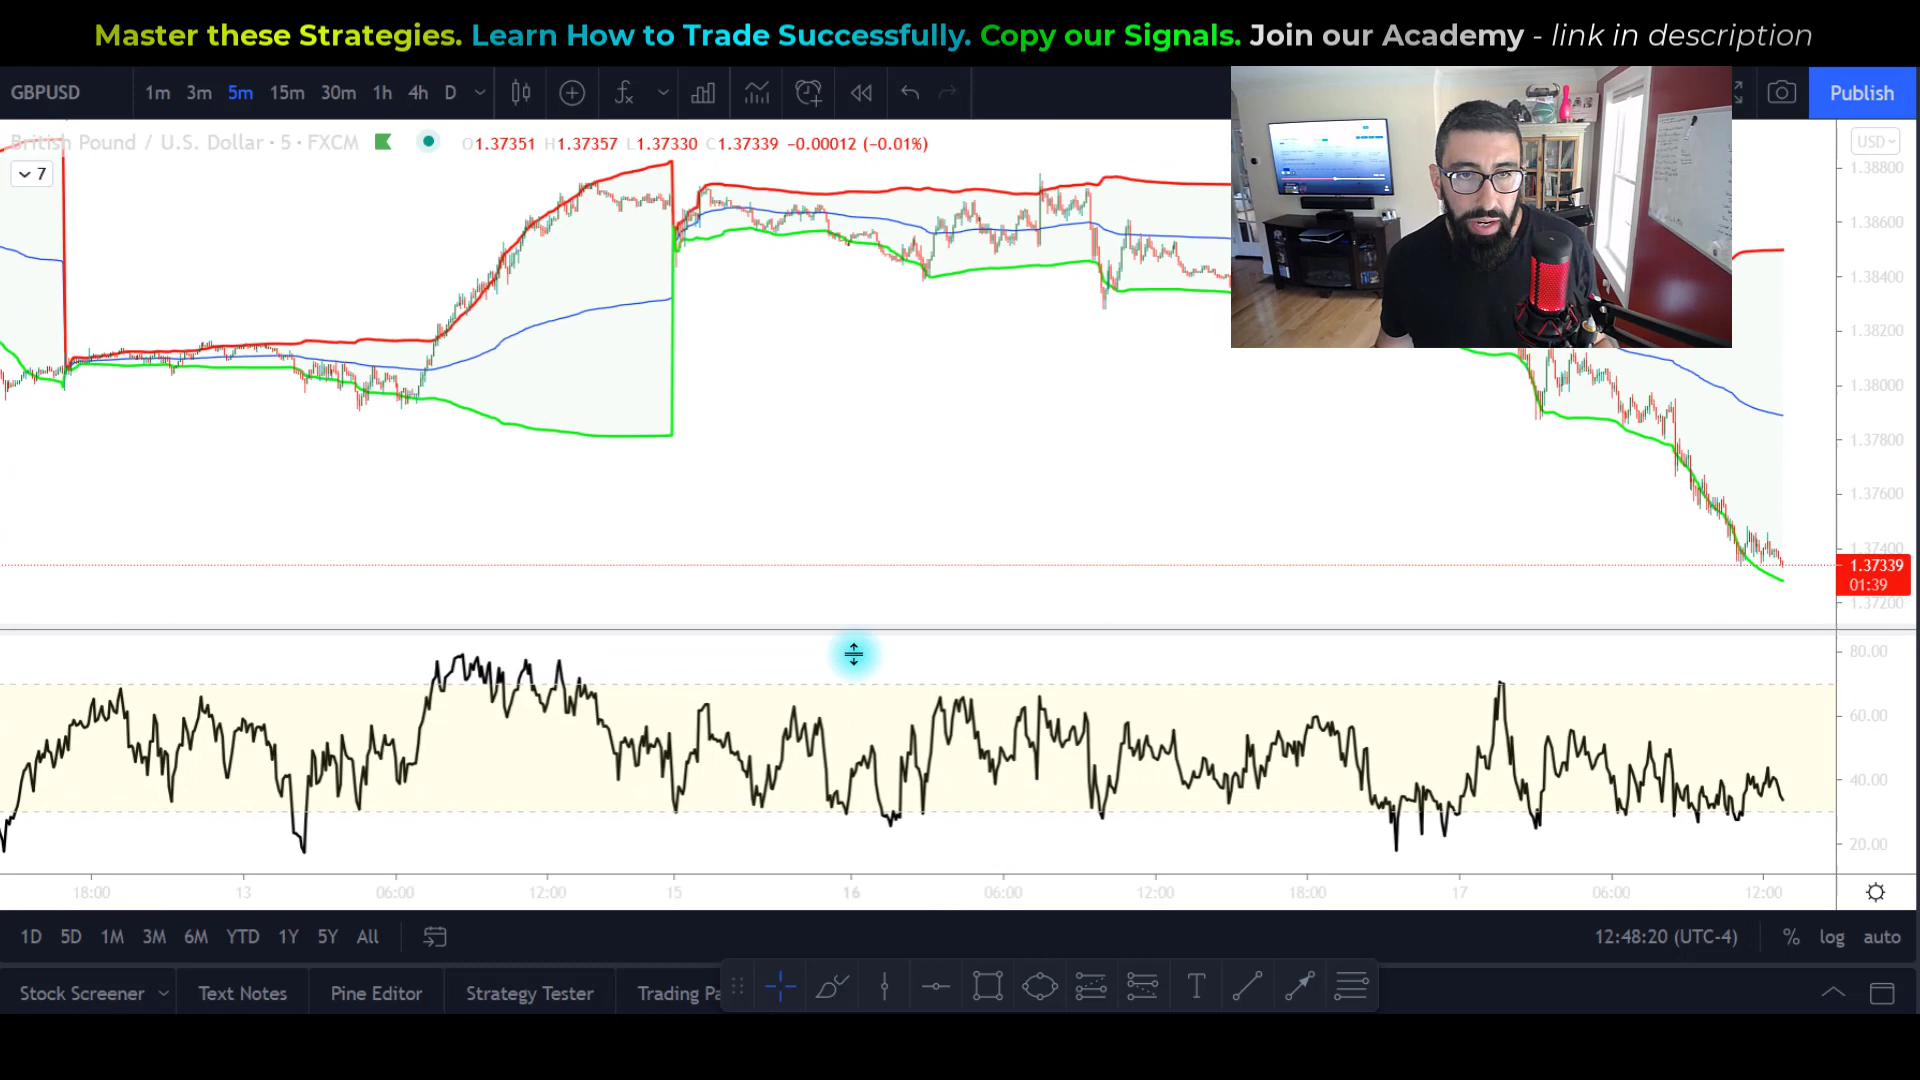 Master these Strategies. Learn How to Trade Successfully. Copy our Signals. Join our Academy - link in description
GBPUSD 1m 3m 5m 15m 30m 1h 4h D Publish
British Pound / U.S. Dollar · 5 · FXCM O1.37351 H1.37357 L1.37330 C1.37339 -0.00012 (-0.01%)
USD
7
1.38800
1.38600
1.38400
1.38200
1.38000
1.37800
1.37600
1.37400
1.37339
01:39
1.37200
80.00
60.00
40.00
20.00
18:00 13 06:00 12:00 15 16 06:00 12:00 18:00 17 06:00 12:00
1D 5D 1M 3M 6M YTD 1Y 5Y All 12:48:20 (UTC-4) % log auto
Stock Screener Text Notes Pine Editor Strategy Tester Trading Pa